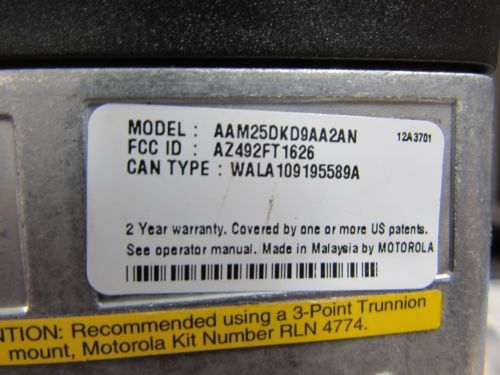 MODEL : AAM25DKD9AA2AN 12A3701
FCC ID : AZ492FT1626
CAN TYPE : WALA109195589A
2 Year warranty. Covered by one or more US patents.
See operator manual. Made in Malaysia by MOTOROLA
NTION: Recommended using a 3-Point Trunnion
mount, Motorola Kit Number RLN 4774.